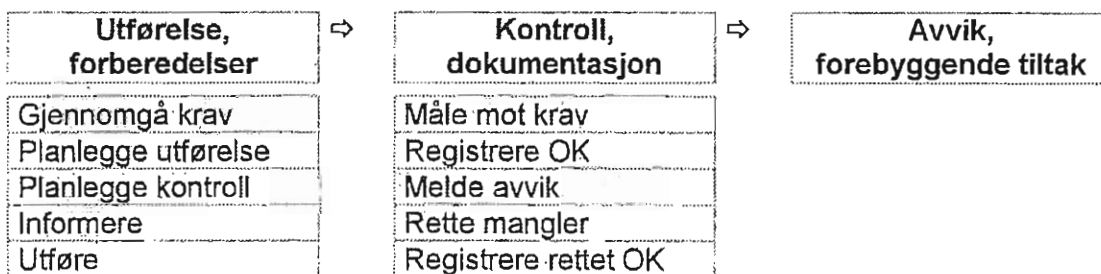 Utførelse,
forberedelser
⇨
Kontroll,
dokumentasjon
⇨
Avvik,
forebyggende tiltak
Gjennomgå krav
Planlegge utførelse
Planlegge kontroll
Informere
Utføre
Måle mot krav
Registrere OK
Melde avvik
Rette mangler
Registrere rettet OK